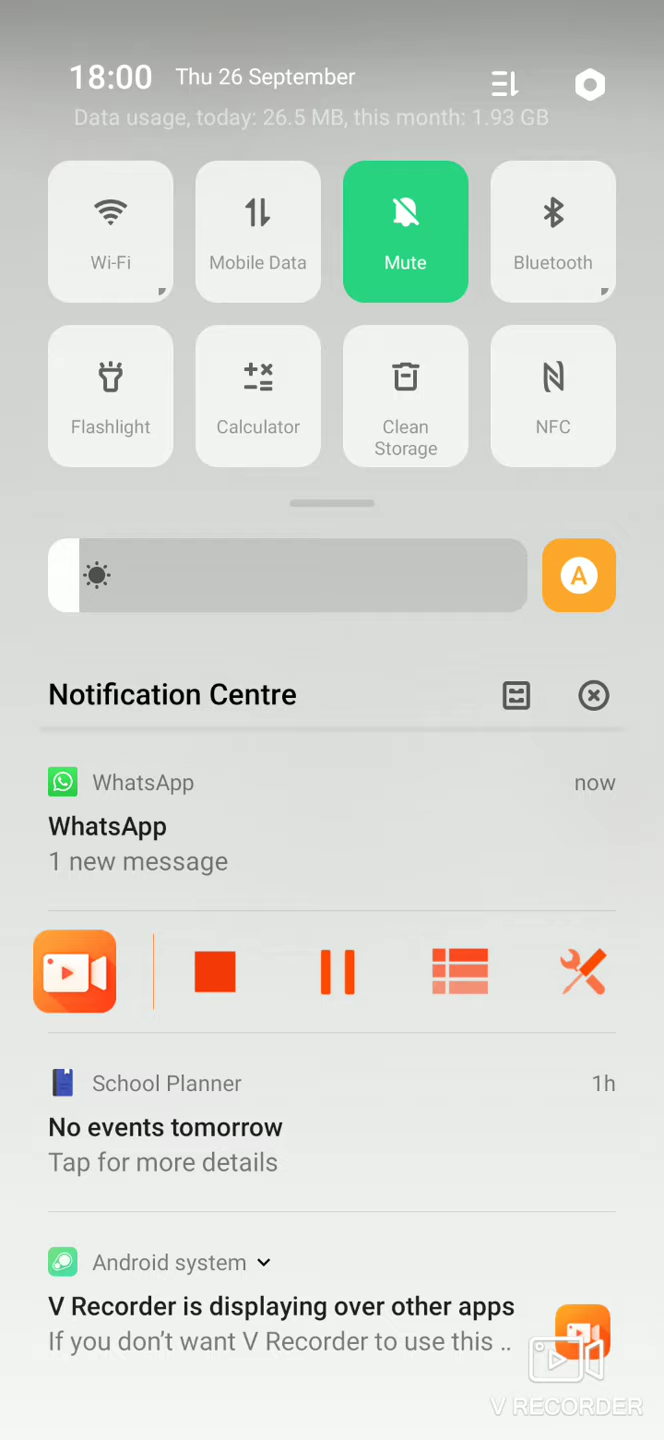 18:00 Thu 26 September
Data usage, today: 26.5 MB, this month: 1.93 GB
Wi-Fi Mobile Data Mute Bluetooth
Flashlight Calculator Clean Storage NFC
A
Notification Centre
WhatsApp now
WhatsApp
1 new message
School Planner 1h
No events tomorrow
Tap for more details
Android system
V Recorder is displaying over other apps
If you don't want V Recorder to use this ..
V RECORDER